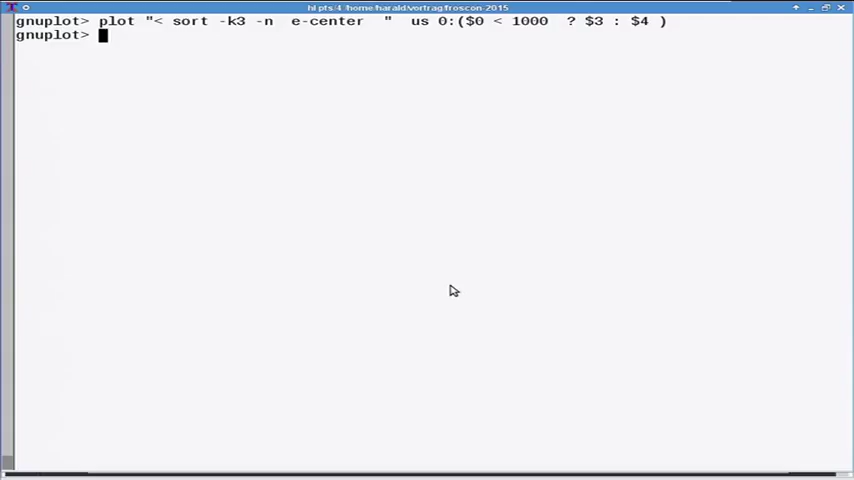 hl pts/4 /home/harald/vortrag/froscon-2015
gnuplot> plot "< sort -k3 -n  e-center  "  us 0:($0 < 1000  ? $3 : $4 )
gnuplot>